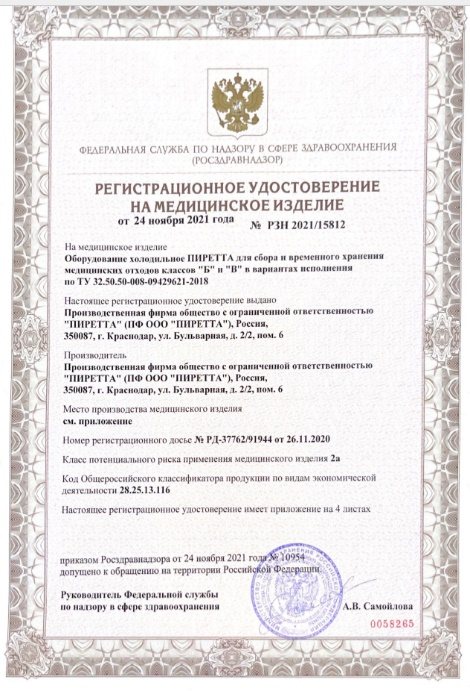 ФЕДЕРАЛЬНАЯ СЛУЖБА ПО НАДЗОРУ В СФЕРЕ ЗДРАВООХРАНЕНИЯ
(РОСЗДРАВНАДЗОР)
РЕГИСТРАЦИОННОЕ УДОСТОВЕРЕНИЕ
НА МЕДИЦИНСКОЕ ИЗДЕЛИЕ
от 24 ноября 2021 года № РЗН 2021/15812
На медицинское изделие
Оборудование холодильное ПИРЕТТА для сбора и временного хранения
медицинских отходов классов "Б" и "В" в вариантах исполнения
по ТУ 32.50.50-008-09429621-2018
Настоящее регистрационное удостоверение выдано
Производственная фирма общество с ограниченной ответственностью
"ПИРЕТТА" (ПФ ООО "ПИРЕТТА"), Россия,
350087, г. Краснодар, ул. Бульварная, д. 2/2, пом. 6
Производитель
Производственная фирма общество с ограниченной ответственностью
"ПИРЕТТА" (ПФ ООО "ПИРЕТТА"), Россия,
350087, г. Краснодар, ул. Бульварная, д. 2/2, пом. 6
Место производства медицинского изделия
см. приложение
Номер регистрационного досье № РД-37762/91944 от 26.11.2020
Класс потенциального риска применения медицинского изделия 2а
Код Общероссийского классификатора продукции по видам экономической
деятельности 28.25.13.116
Настоящее регистрационное удостоверение имеет приложение на 4 листах
приказом Росздравнадзора от 24 ноября 2021 года № 10954
допущено к обращению на территории Российской Федерации.
Руководитель Федеральной службы
по надзору в сфере здравоохранения
А.В. Самойлова
0058265